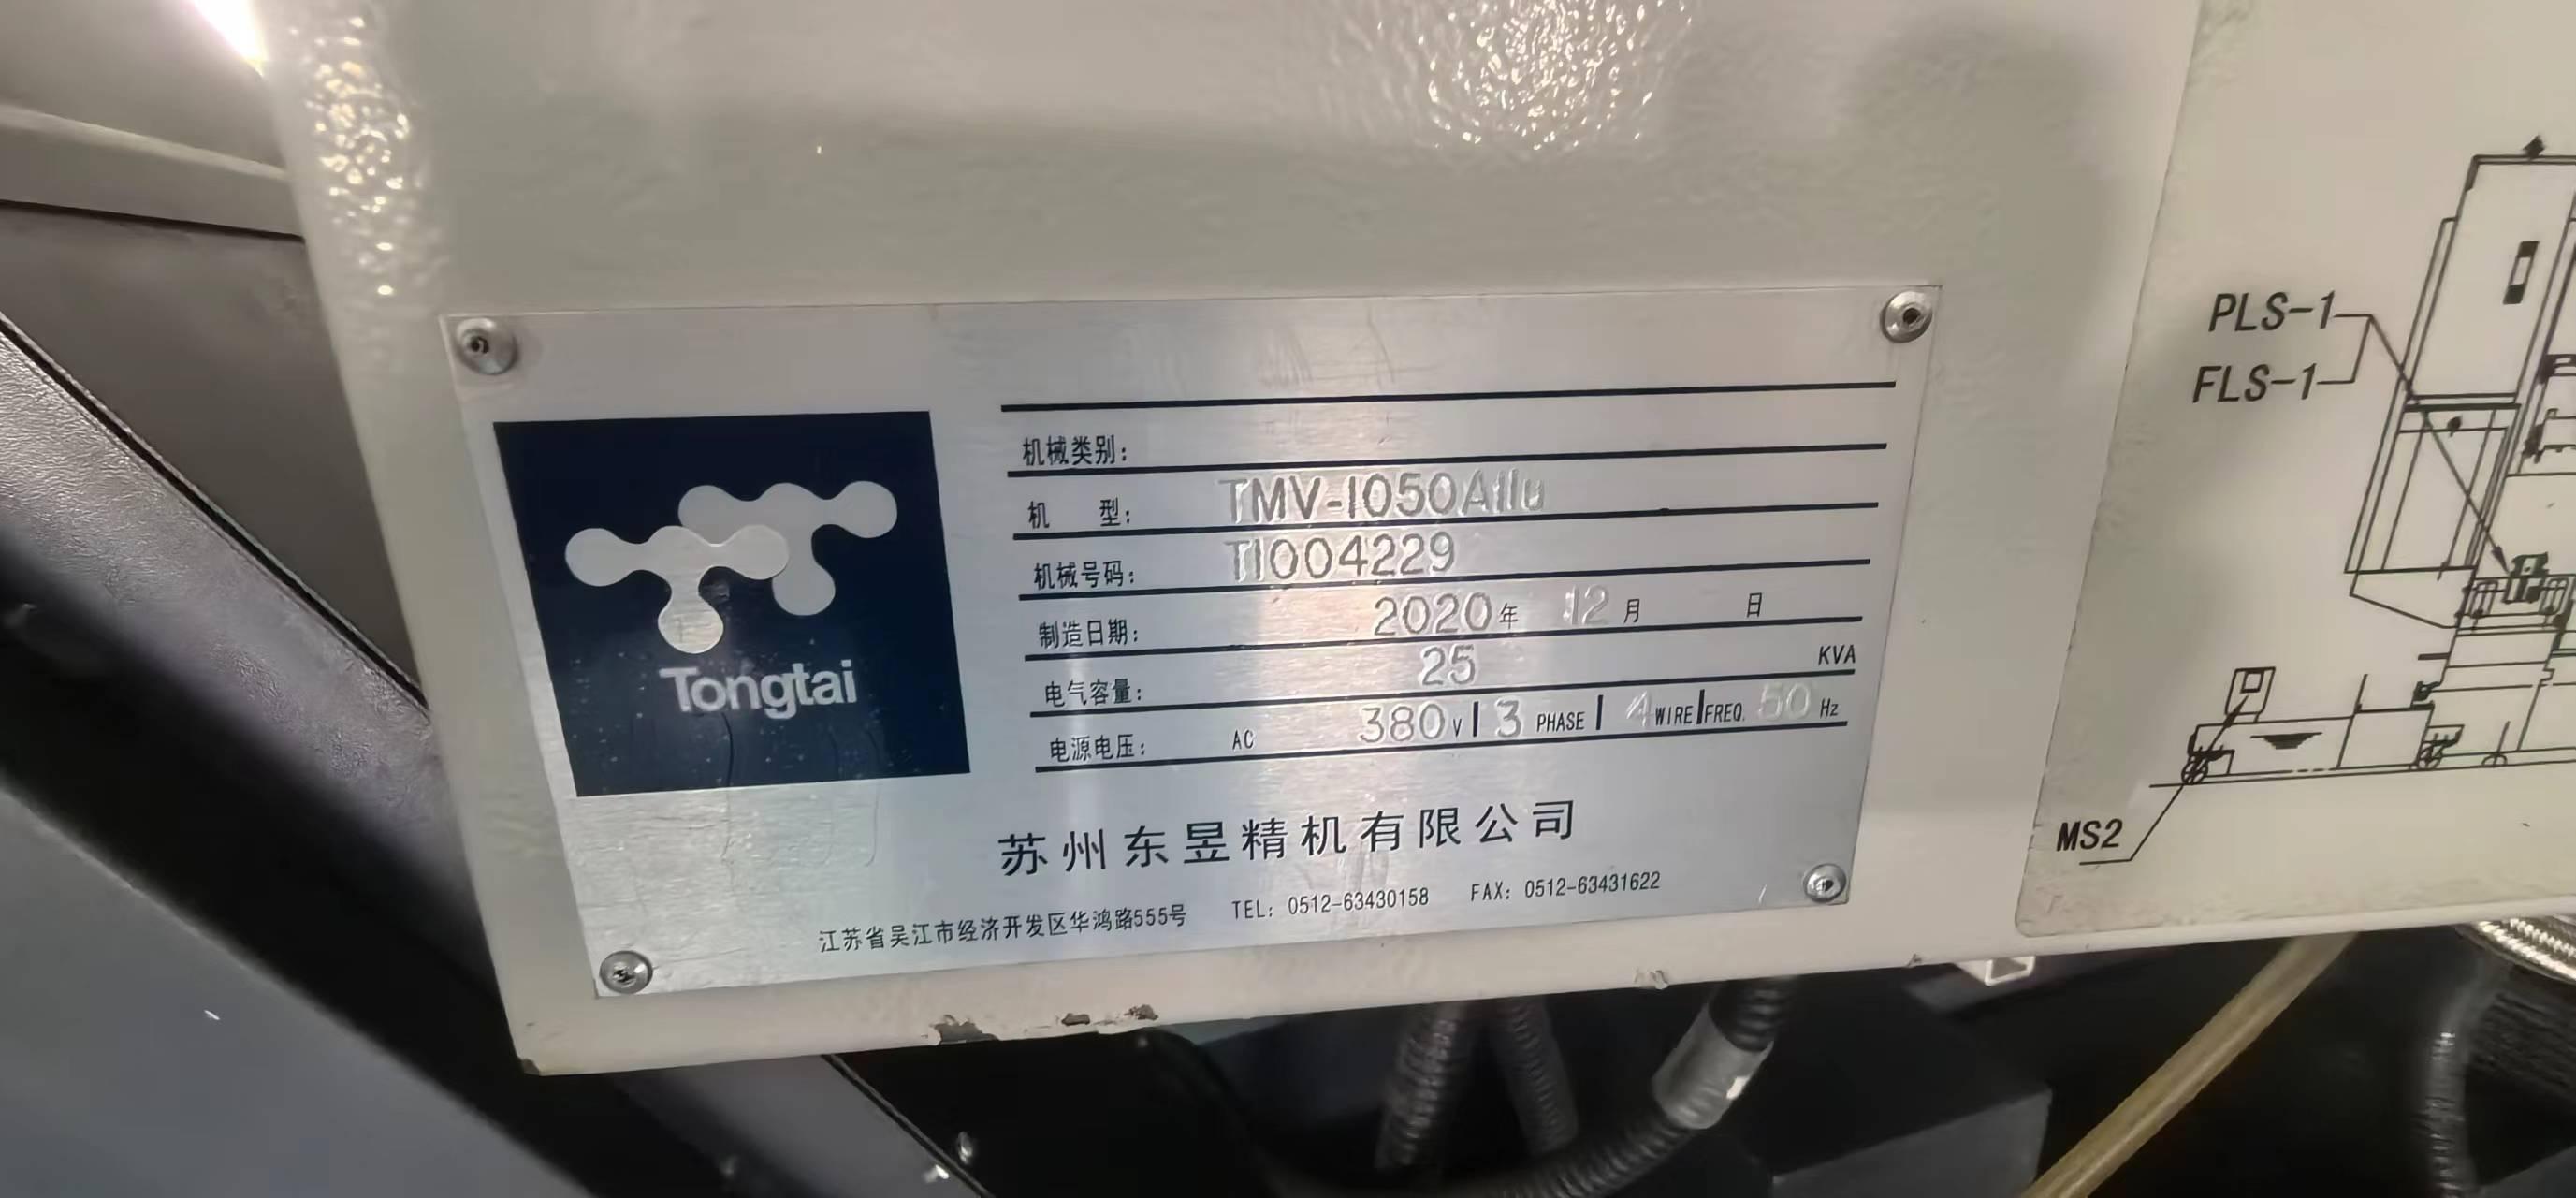 Tongtai
机械类别:
机 型: TMV-1050AⅡu
机械号码: T1004229
制造日期: 2020年 12月 日
电气容量: 25 KVA
电源电压: AC 380V 3 PHASE 4 WIRE FREQ. 50 Hz
苏州东昱精机有限公司
江苏省吴江市经济开发区华鸿路555号 TEL: 0512-63430158 FAX: 0512-63431622
PLS-1
FLS-1
MS2